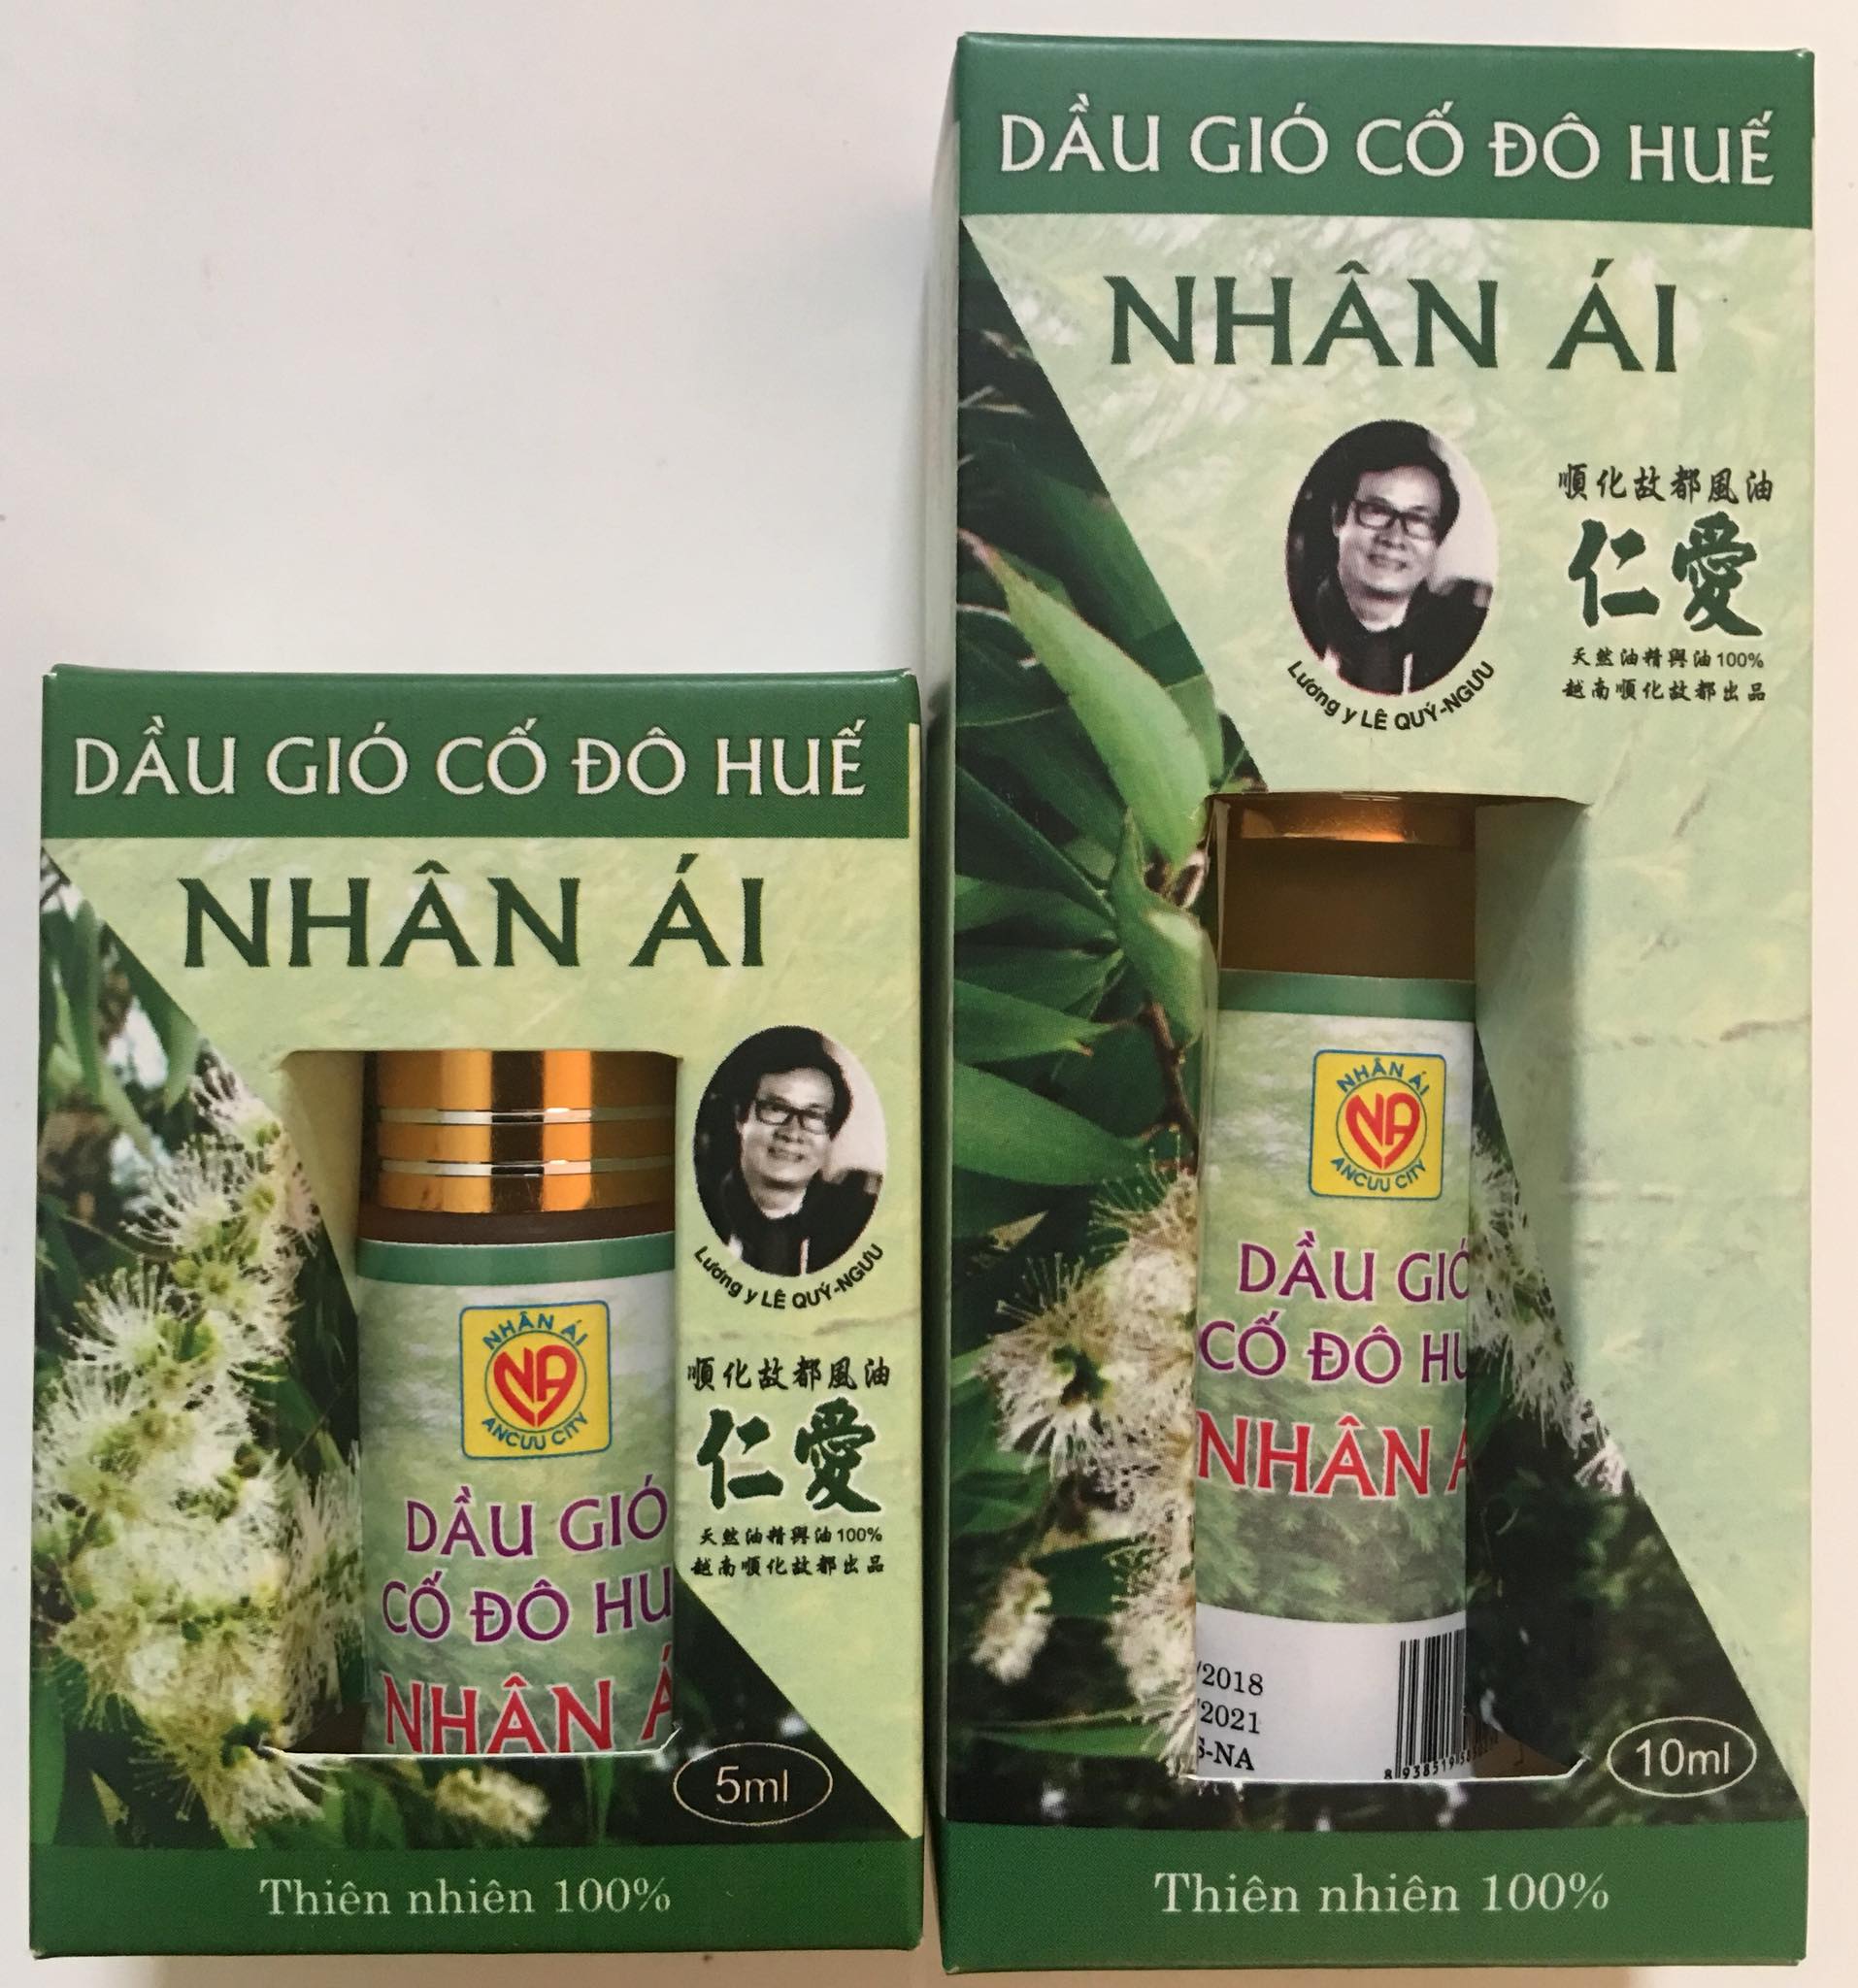 DẦU GIÓ CỐ ĐÔ HUẾ
NHÂN ÁI
Lương y LÊ QUÝ-NGƯU
順化故都風油
仁愛
天然油精與油100%
越南順化故都出品
NHÂN ÁI
NA
ANCUU CITY
DẦU GIÓ
CỐ ĐÔ HU
NHÂN Á
5ml
Thiên nhiên 100%
DẦU GIÓ CỐ ĐÔ HUẾ
NHÂN ÁI
Lương y LÊ QUÝ-NGƯU
順化故都風油
仁愛
天然油精與油100%
越南順化故都出品
NHÂN ÁI
NA
ANCUU CITY
DẦU GIÓ
CỐ ĐÔ HU
NHÂN
/2018
/2021
S-NA
10ml
Thiên nhiên 100%